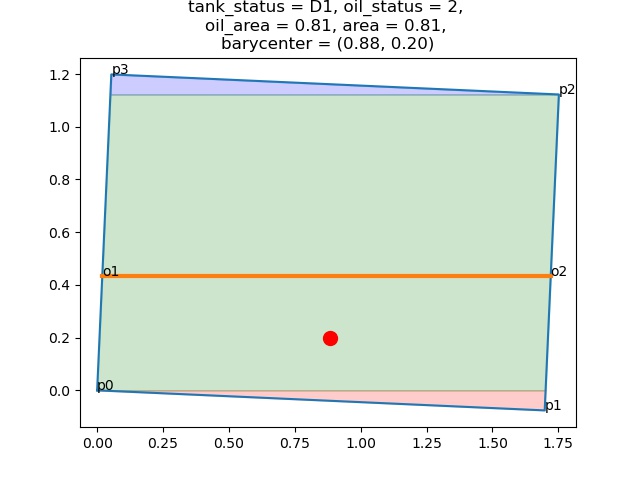 tank_status = D1, oil_status = 2,
oil_area = 0.81, area = 0.81,
barycenter = (0.88, 0.20)
p3
1.2
p2
1.0
0.8
0.6
o1
o2
0.4
0.2
p0
0.0
p1
0.00 0.25 0.50 0.75 1.00 1.25 1.50 1.75